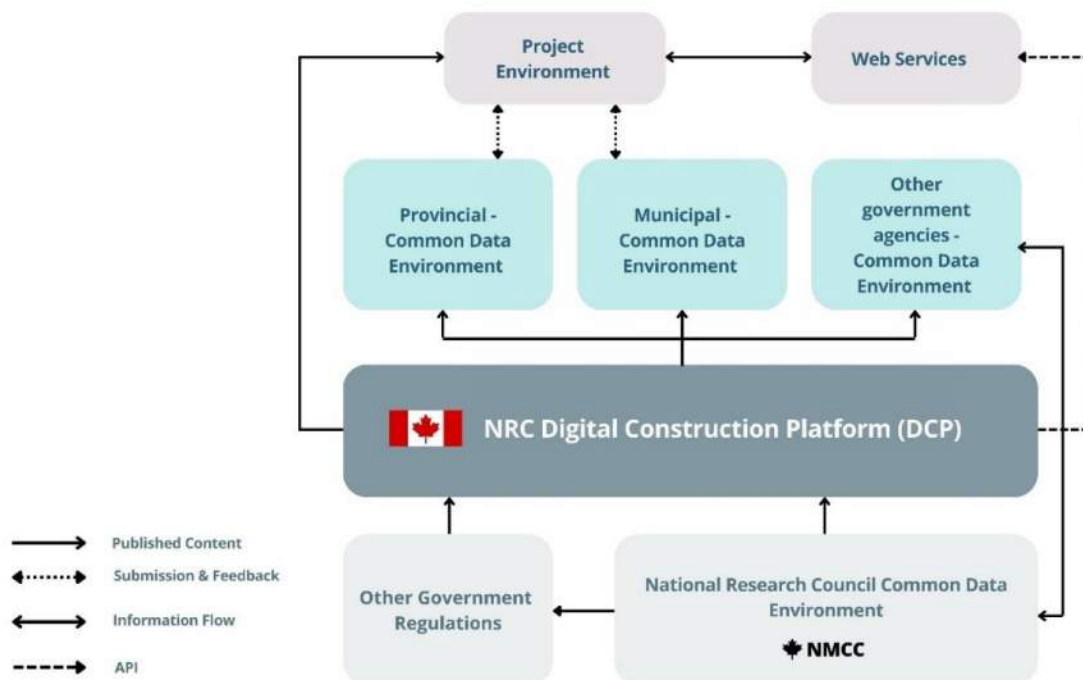 Project
Environment
Web Services
Provincial -
Common Data
Environment
Municipal -
Common Data
Environment
Other
government
agencies -
Common Data
Environment
NRC Digital Construction Platform (DCP)
Other Government
Regulations
National Research Council Common Data
Environment
NMCC
Published Content
Submission & Feedback
Information Flow
API